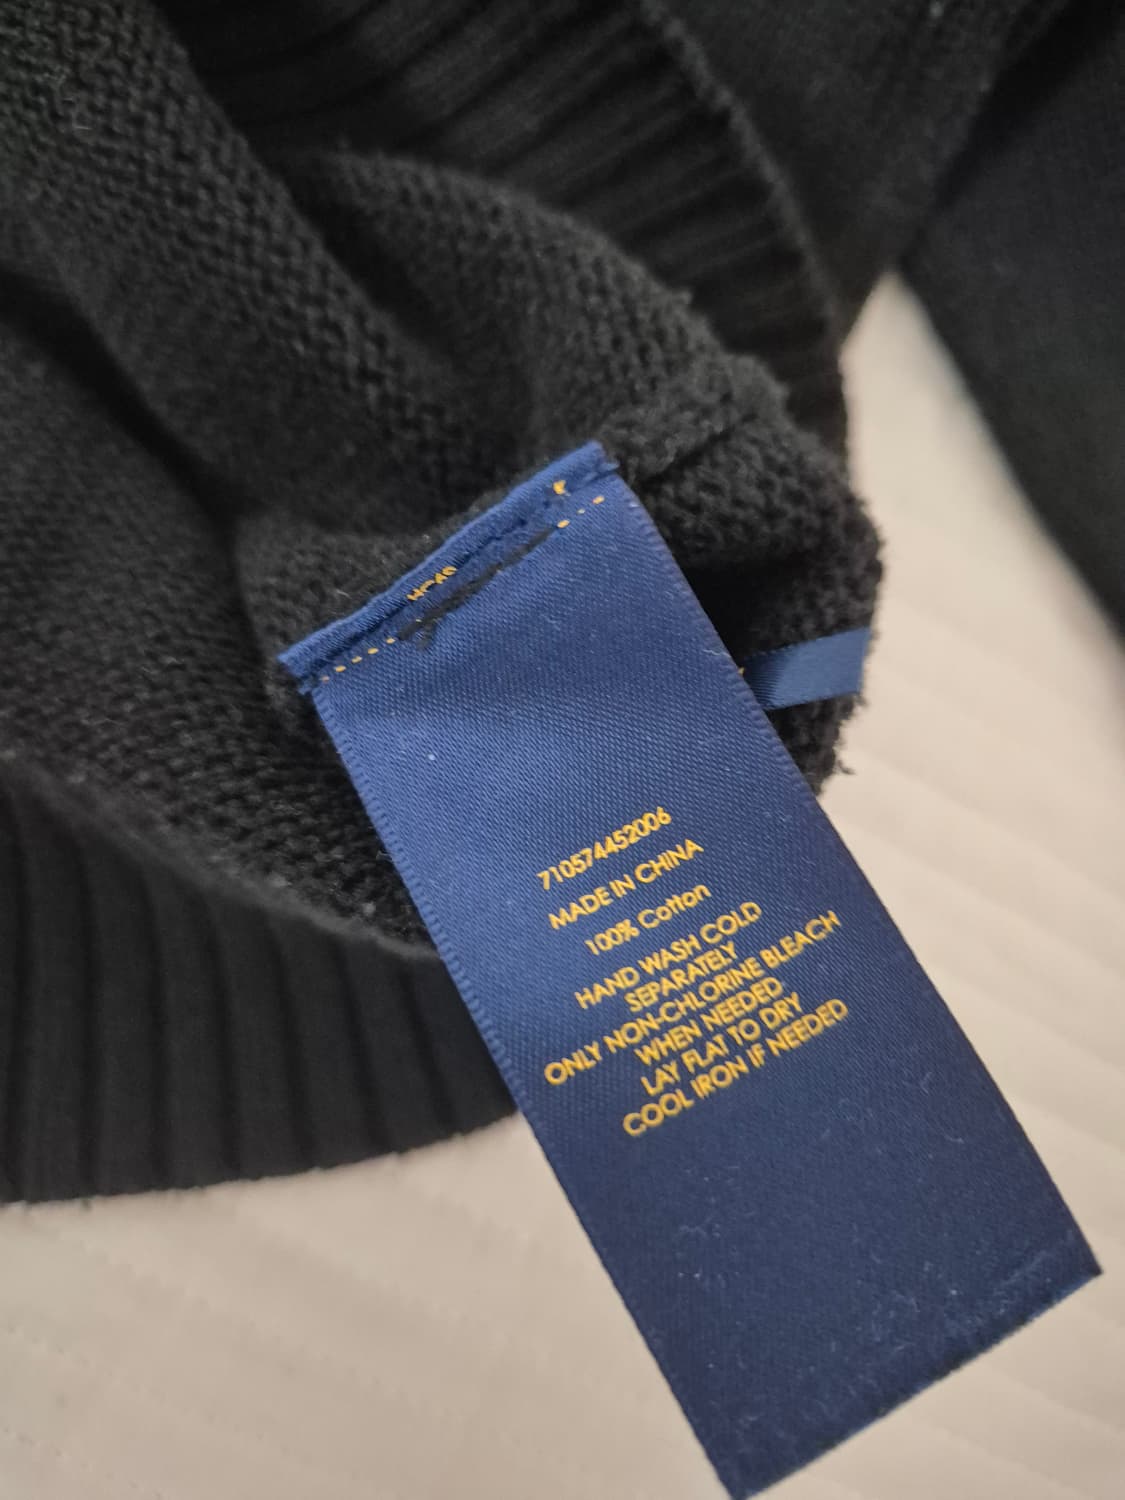 710574452006
MADE IN CHINA
100% Cotton
HAND WASH COLD
SEPARATELY
ONLY NON-CHLORINE BLEACH
WHEN NEEDED
LAY FLAT TO DRY
COOL IRON IF NEEDED